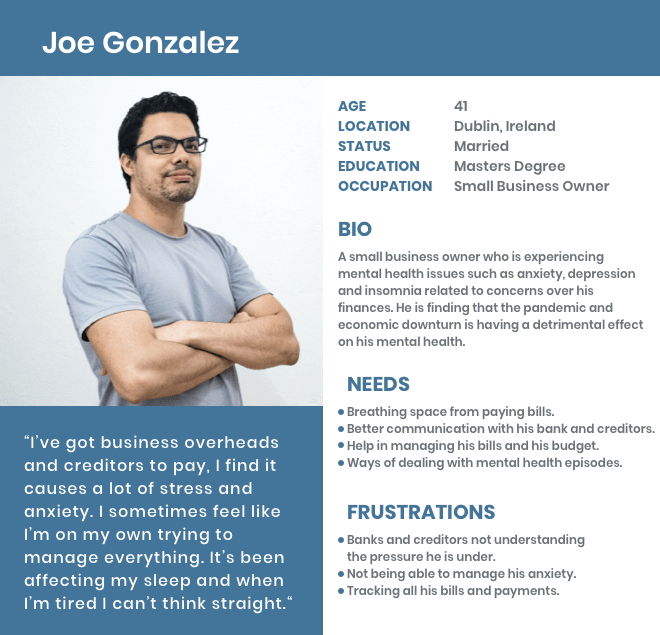 Joe Gonzalez
AGE 41
LOCATION Dublin, Ireland
STATUS Married
EDUCATION Masters Degree
OCCUPATION Small Business Owner
BIO
A small business owner who is experiencing
mental health issues such as anxiety, depression
and insomnia related to concerns over his
finances. He is finding that the pandemic and
economic downturn is having a detrimental effect
on his mental health.
NEEDS
• Breathing space from paying bills.
• Better communication with his bank and creditors.
• Help in managing his bills and his budget.
• Ways of dealing with mental health episodes.
FRUSTRATIONS
• Banks and creditors not understanding
the pressure he is under.
• Not being able to manage his anxiety.
• Tracking all his bills and payments.
“I’ve got business overheads
and creditors to pay, I find it
causes a lot of stress and
anxiety. I sometimes feel like
I’m on my own trying to
manage everything. It’s been
affecting my sleep and when
I’m tired I can’t think straight.“